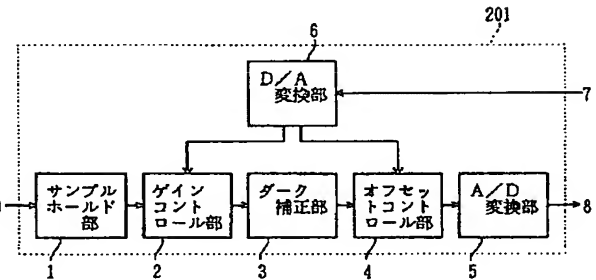 201
6
D/A
変換部
7
サンプル
ホールド
部
ゲイン
コント
ロール部
ダーク
補正部
オフセッ
トコント
ロール部
A/D
変換部
8
1
2
3
4
5